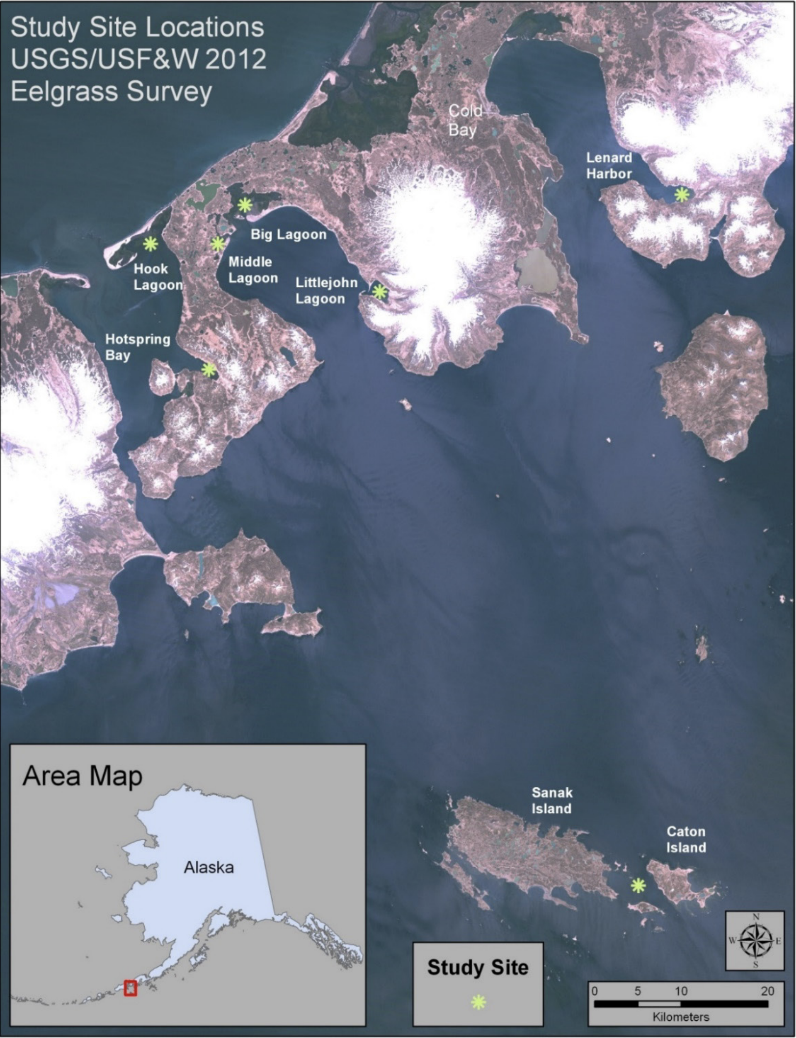 Study Site Locations
USGS/USF&W 2012
Eelgrass Survey
Cold
Bay
Lenard
Harbor
Big Lagoon
Middle
Lagoon
Hook
Lagoon
Littlejohn
Lagoon
Hotspring
Bay
Sanak
Island
Caton
Island
Area Map
Alaska
Study Site
N
W E
S
0 5 10 20
Kilometers